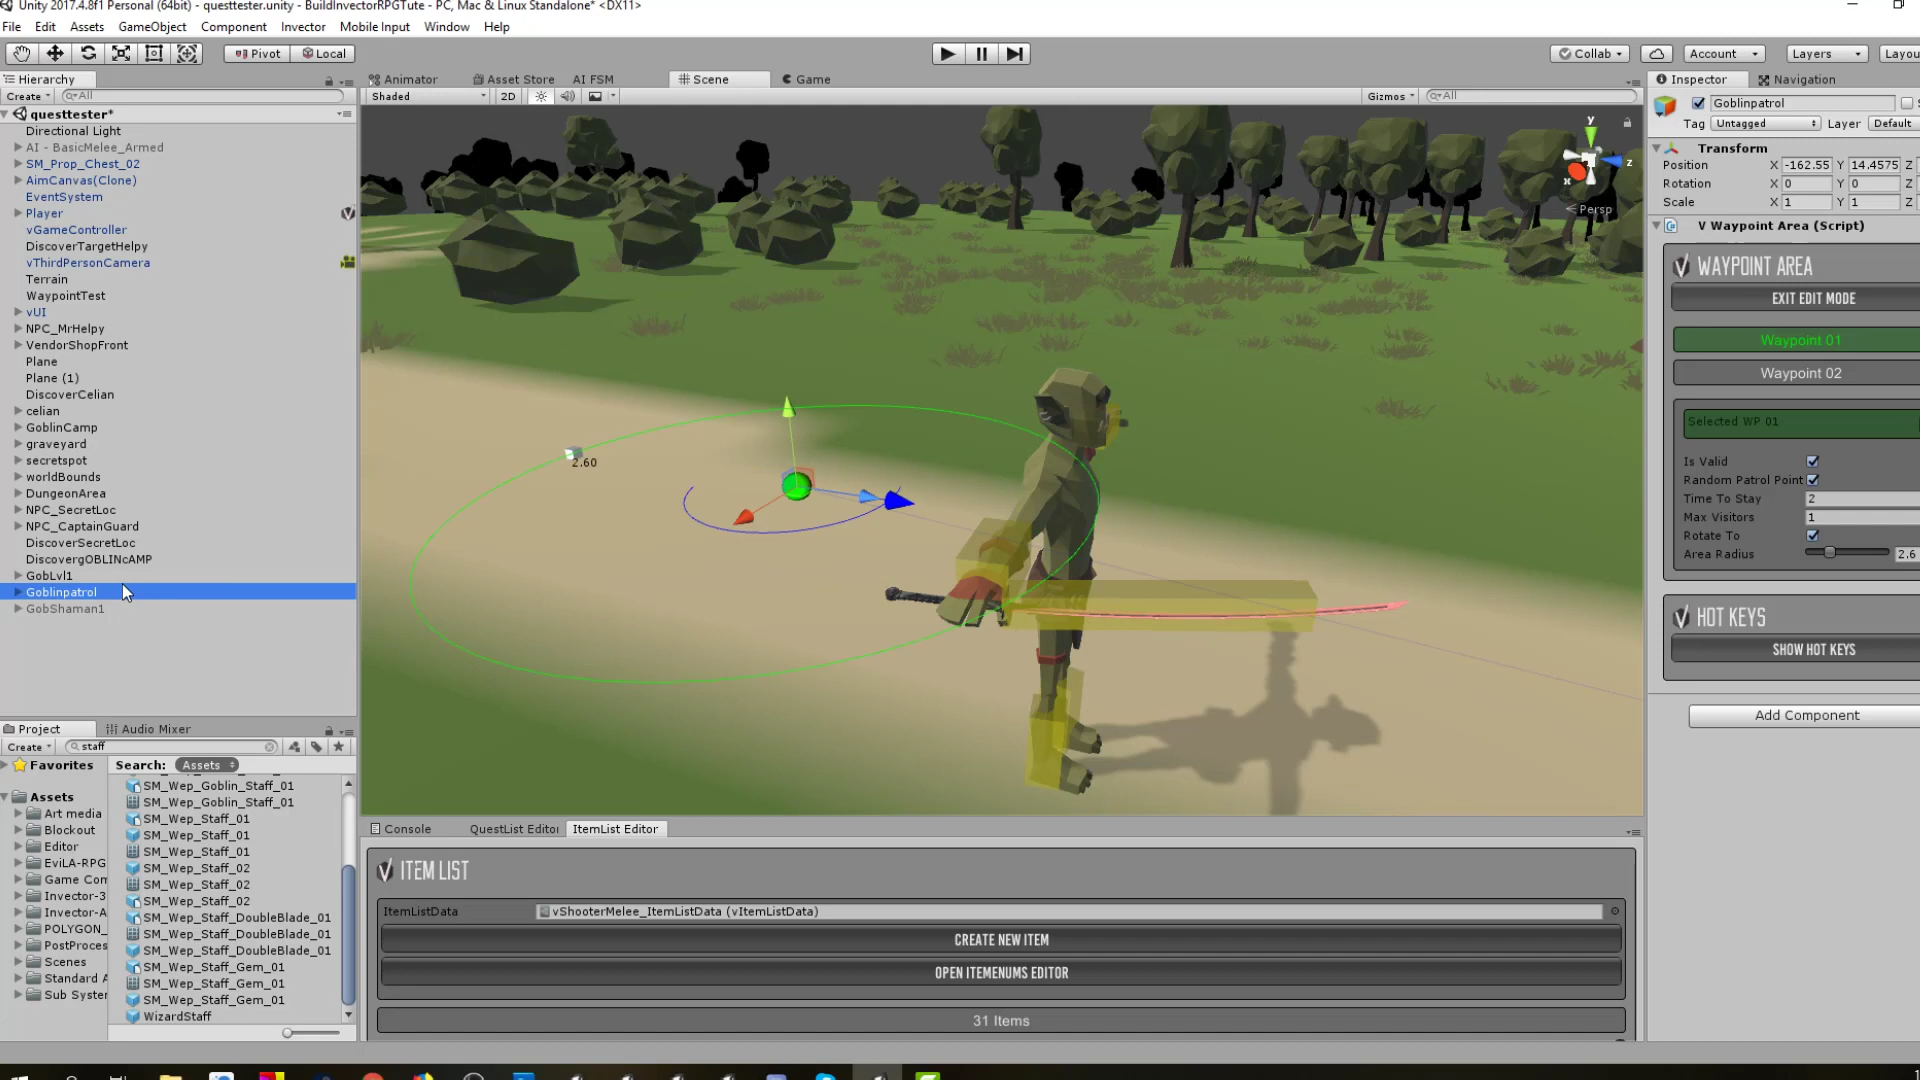 Unity 2017.4.8f1 Personal (64bit) - questtester.unity - BuildInvectorRPGTute - PC, Mac & Linux Standalone* <DX11>
File Edit Assets GameObject Component Invector Mobile Input Window Help
Pivot Local Collab Account Layers Layou
Hierarchy
Create All
questtester*
Directional Light
AI - BasicMelee_Armed
SM_Prop_Chest_02
AimCanvas(Clone)
EventSystem
Player
vGameController
DiscoverTargetHelpy
vThirdPersonCamera
Terrain
WaypointTest
vUI
NPC_MrHelpy
VendorShopFront
Plane
Plane (1)
DiscoverCelian
celian
GoblinCamp
graveyard
secretspot
worldBounds
DungeonArea
NPC_SecretLoc
NPC_CaptainGuard
DiscoverSecretLoc
DiscovergOBLINcAMP
GobLvl1
Goblinpatrol
GobShaman1
Animator Asset Store AI FSM Scene Game
Shaded 2D Gizmos All
y
z
x
Persp
2.60
Inspector Navigation
Goblinpatrol S
Tag Untagged Layer Default
Transform
Position X -162.55 Y 14.4575 Z
Rotation X 0 Y 0 Z
Scale X 1 Y 1 Z
V Waypoint Area (Script)
WAYPOINT AREA
EXIT EDIT MODE
Waypoint 01
Waypoint 02
Selected WP 01
Is Valid
Random Patrol Point
Time To Stay 2
Max Visitors 1
Rotate To
Area Radius 2.6
HOT KEYS
SHOW HOT KEYS
Add Component
Project Audio Mixer
Create staff
Favorites
Assets
Art media
Blockout
Editor
EviLA-RPG
Game Com
Invector-3
Invector-A
POLYGON_
PostProces
Scenes
Standard A
Sub Syster
Search: Assets
SM_Wep_Goblin_Staff_01
SM_Wep_Goblin_Staff_01
SM_Wep_Staff_01
SM_Wep_Staff_01
SM_Wep_Staff_01
SM_Wep_Staff_02
SM_Wep_Staff_02
SM_Wep_Staff_02
SM_Wep_Staff_DoubleBlade_01
SM_Wep_Staff_DoubleBlade_01
SM_Wep_Staff_DoubleBlade_01
SM_Wep_Staff_Gem_01
SM_Wep_Staff_Gem_01
SM_Wep_Staff_Gem_01
WizardStaff
Console QuestList Editor ItemList Editor
ITEM LIST
ItemListData vShooterMelee_ItemListData (vItemListData)
CREATE NEW ITEM
OPEN ITEMENUMS EDITOR
31 Items